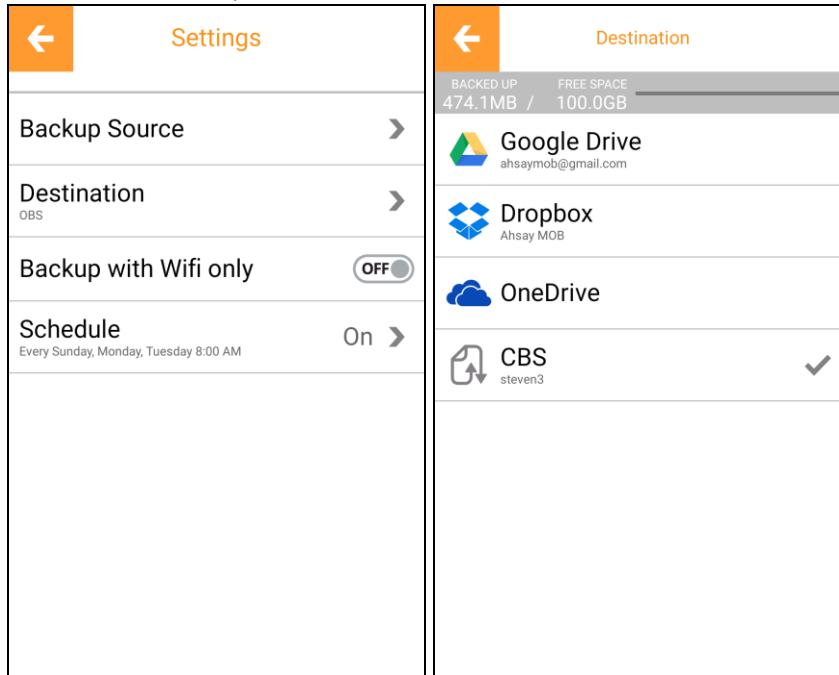 Settings
Backup Source
Destination
OBS
Backup with Wifi only
OFF
Schedule
On
Every Sunday, Monday, Tuesday 8:00 AM
Destination
BACKED UP FREE SPACE
474.1MB / 100.0GB
Google Drive
ahsaymob@gmail.com
Dropbox
Ahsay MOB
OneDrive
CBS
steven3